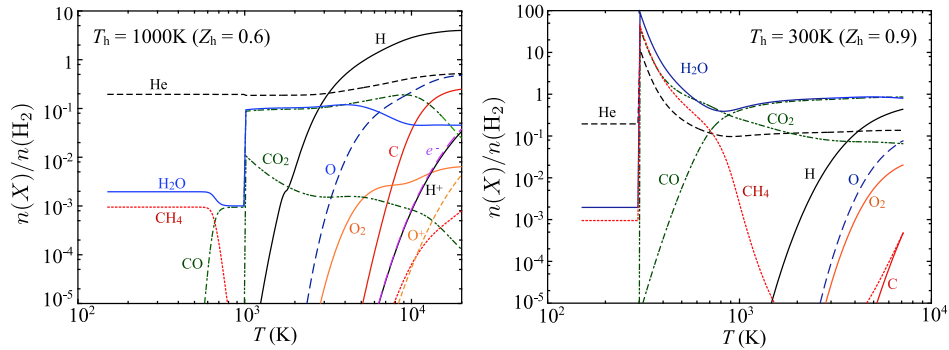 T_h = 1000K (Z_h = 0.6)
n(X)/n(H₂)
10
1
10⁻¹
10⁻²
10⁻³
10⁻⁴
10⁻⁵
H
He
CO₂
O
C
e⁻
H₂O
CH₄
H⁺
O₂
O⁺
CO
10² 10³ 10⁴
T (K)
T_h = 300K (Z_h = 0.9)
n(X)/n(H₂)
100
10
1
10⁻¹
10⁻²
10⁻³
10⁻⁴
10⁻⁵
H₂O
He
CO₂
CO
H
O
CH₄
O₂
C
10² 10³ 10⁴
T (K)